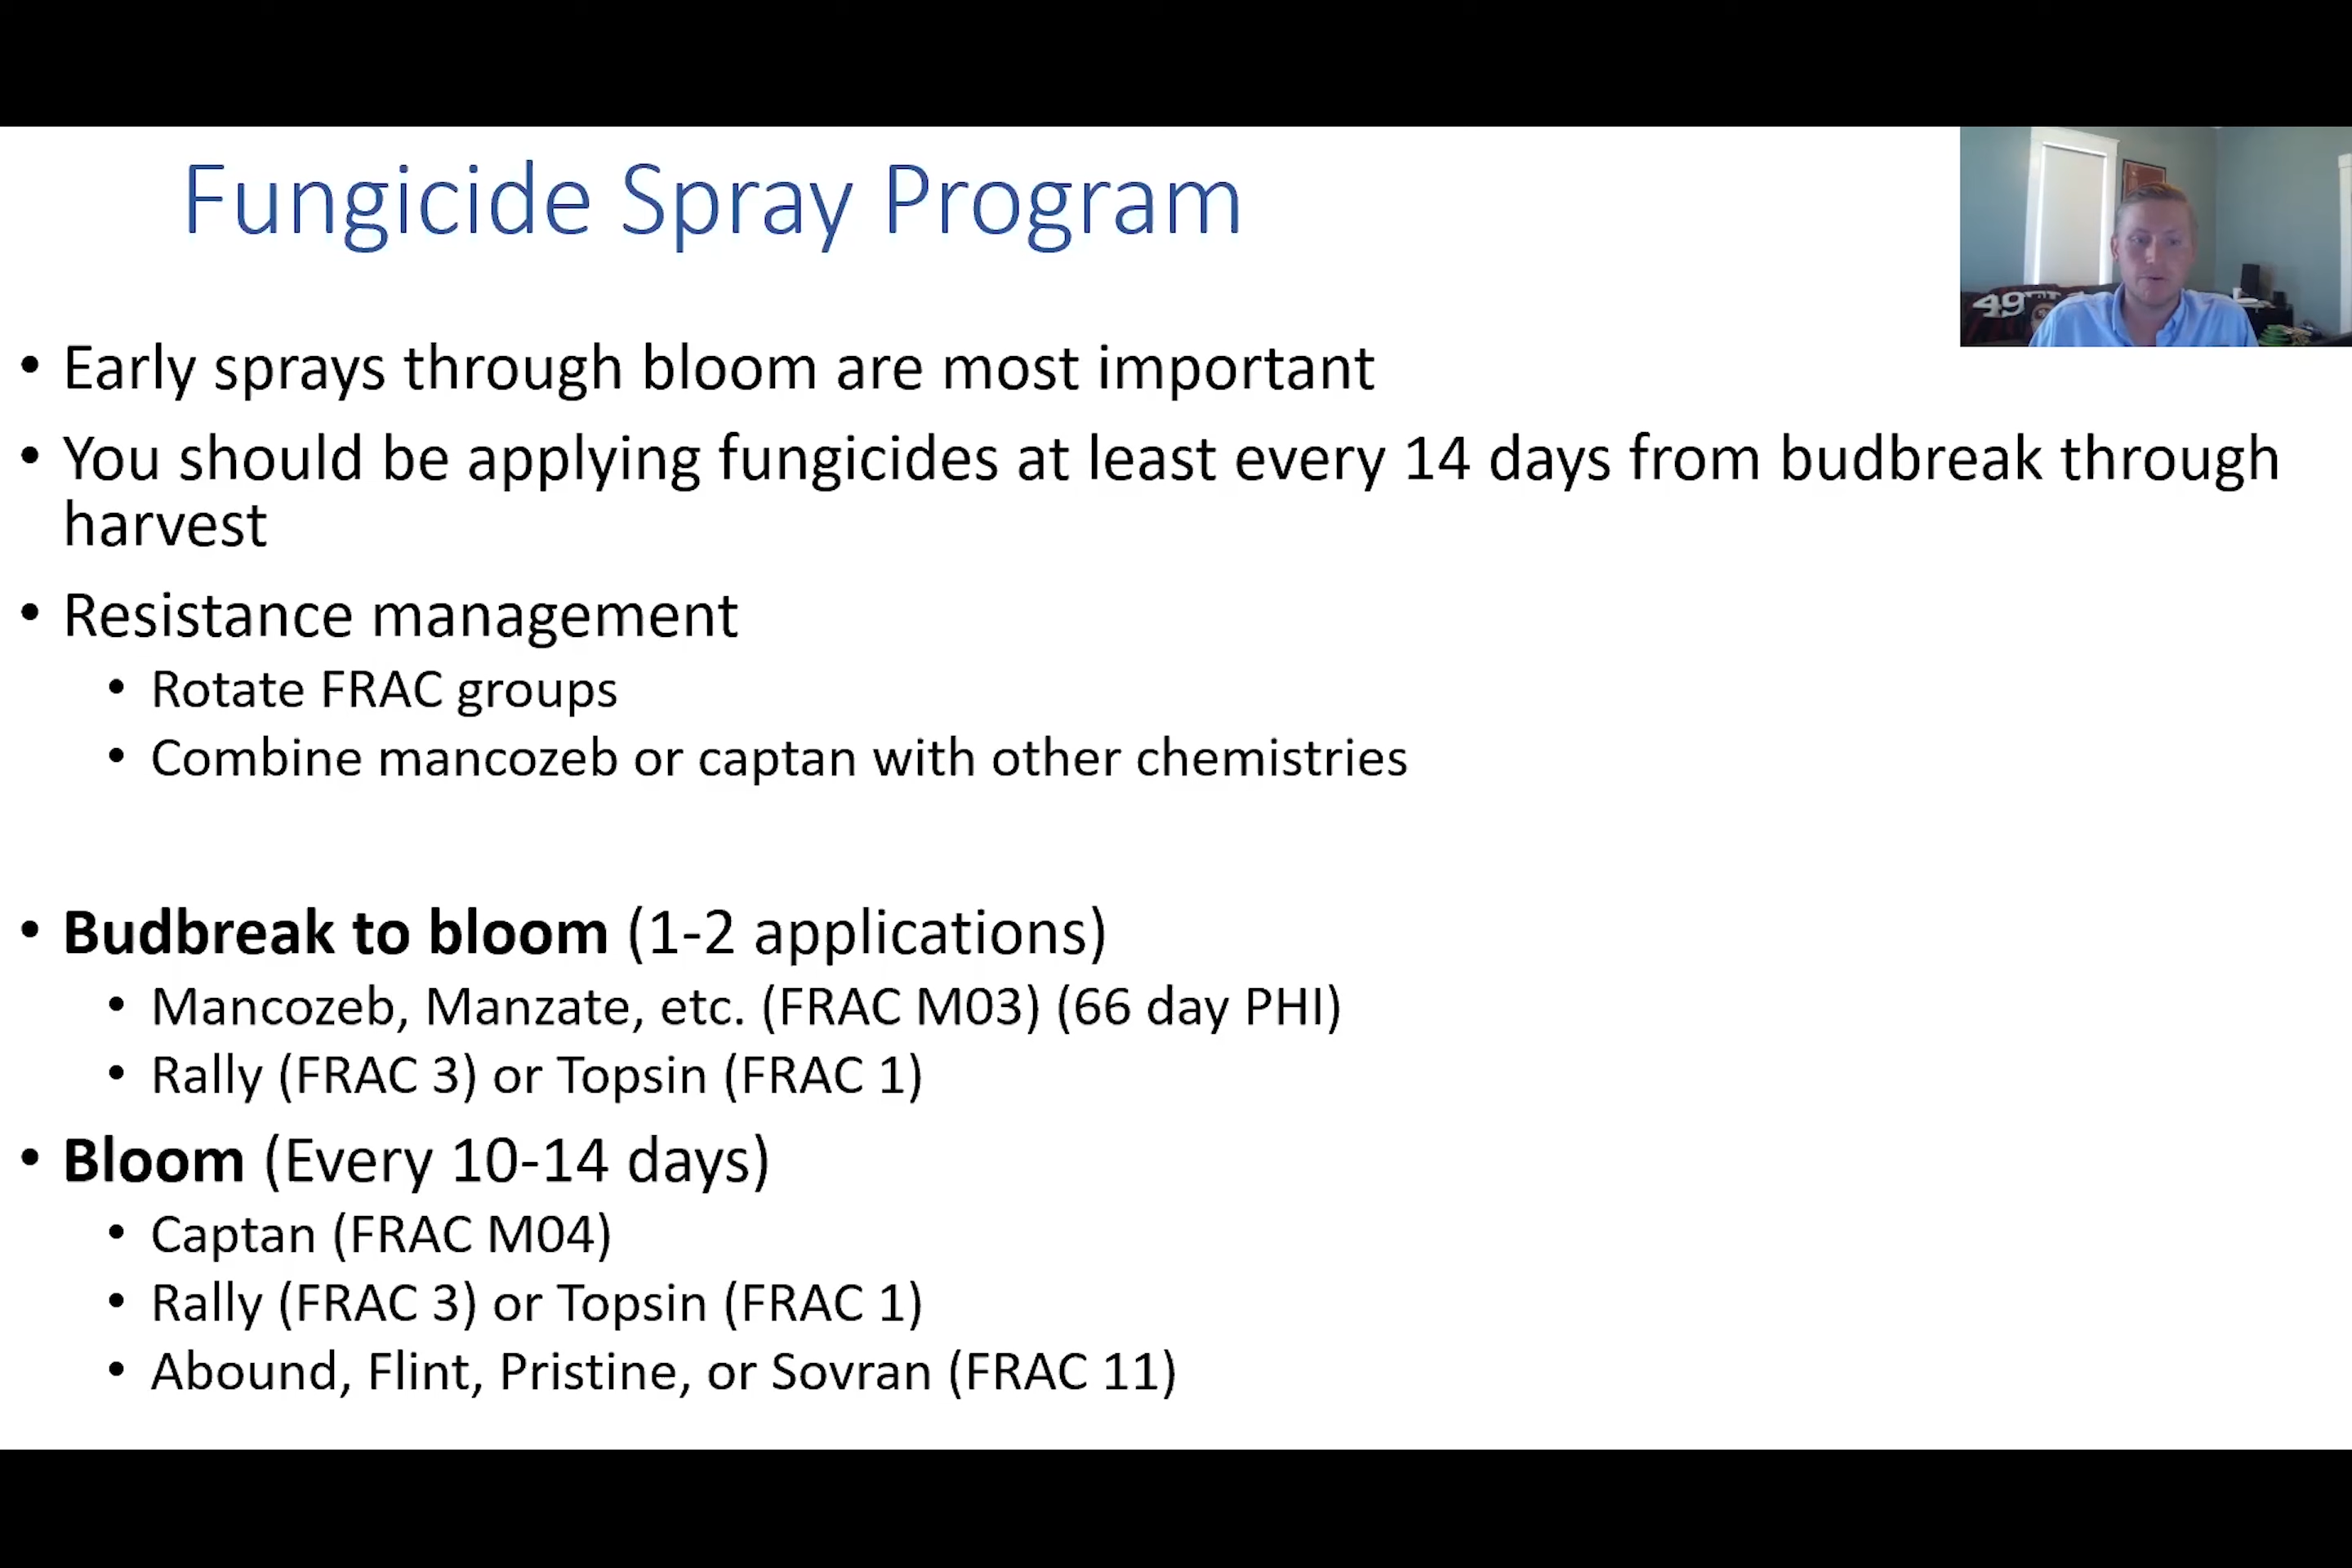 Fungicide Spray Program
49
• Early sprays through bloom are most important
• You should be applying fungicides at least every 14 days from budbreak through
harvest
• Resistance management
• Rotate FRAC groups
• Combine mancozeb or captan with other chemistries
• Budbreak to bloom (1-2 applications)
• Mancozeb, Manzate, etc. (FRAC M03) (66 day PHI)
• Rally (FRAC 3) or Topsin (FRAC 1)
• Bloom (Every 10-14 days)
• Captan (FRAC M04)
• Rally (FRAC 3) or Topsin (FRAC 1)
• Abound, Flint, Pristine, or Sovran (FRAC 11)